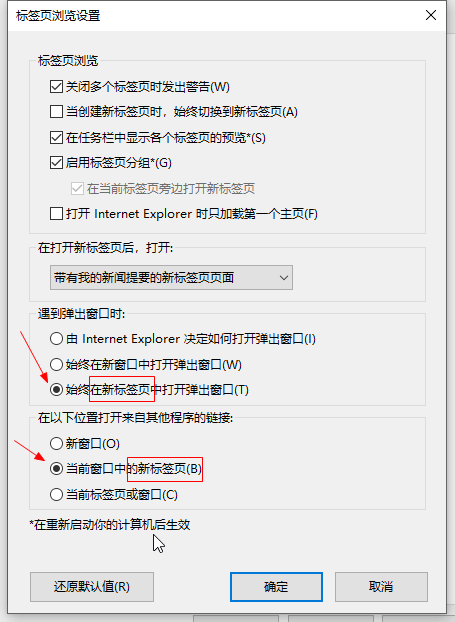 标签页浏览设置
标签页浏览
关闭多个标签页时发出警告(W)
当创建新标签页时，始终切换到新标签页(A)
在任务栏中显示各个标签页的预览*(S)
启用标签页分组*(G)
在当前标签页旁边打开新标签页
打开 Internet Explorer 时只加载第一个主页(F)
在打开新标签页后，打开:
带有我的新闻提要的新标签页页面
遇到弹出窗口时:
由 Internet Explorer 决定如何打开弹出窗口(I)
始终在新窗口中打开弹出窗口(W)
始终在新标签页中打开弹出窗口(T)
在以下位置打开来自其他程序的链接:
新窗口(O)
当前窗口中的新标签页(B)
当前标签页或窗口(C)
*在重新启动你的计算机后生效
还原默认值(R) 确定 取消